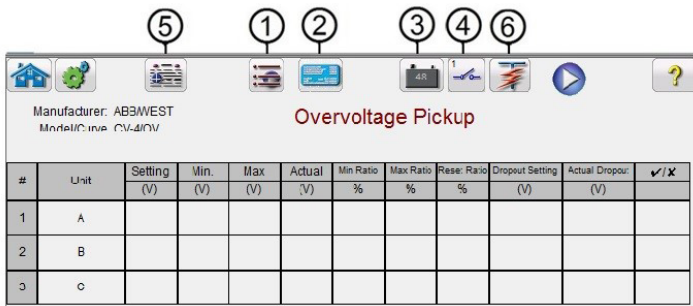 5 1 2 3 4 6
48 1 ?
Manufacturer: ABB/WEST
Model/Curve CV-4/OV
Overvoltage Pickup
# Unit Setting Min. Max Actual Min Ratio Max Ratio Reset Ratio Dropout Setting Actual Dropout ✔/✘
(V) (V) (V) (V) % % % (V) (V)
1 A
2 B
3 C